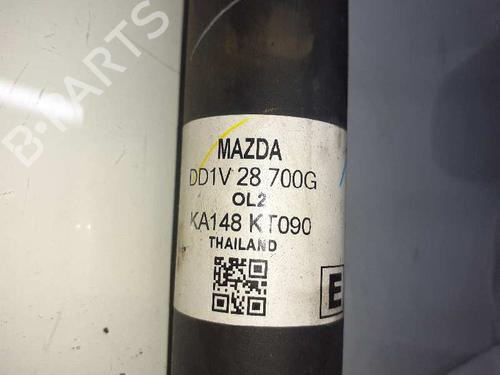 B-PARTS
MAZDA
DD1V 28 700G
OL2
KA148 KT090
THAILAND
E